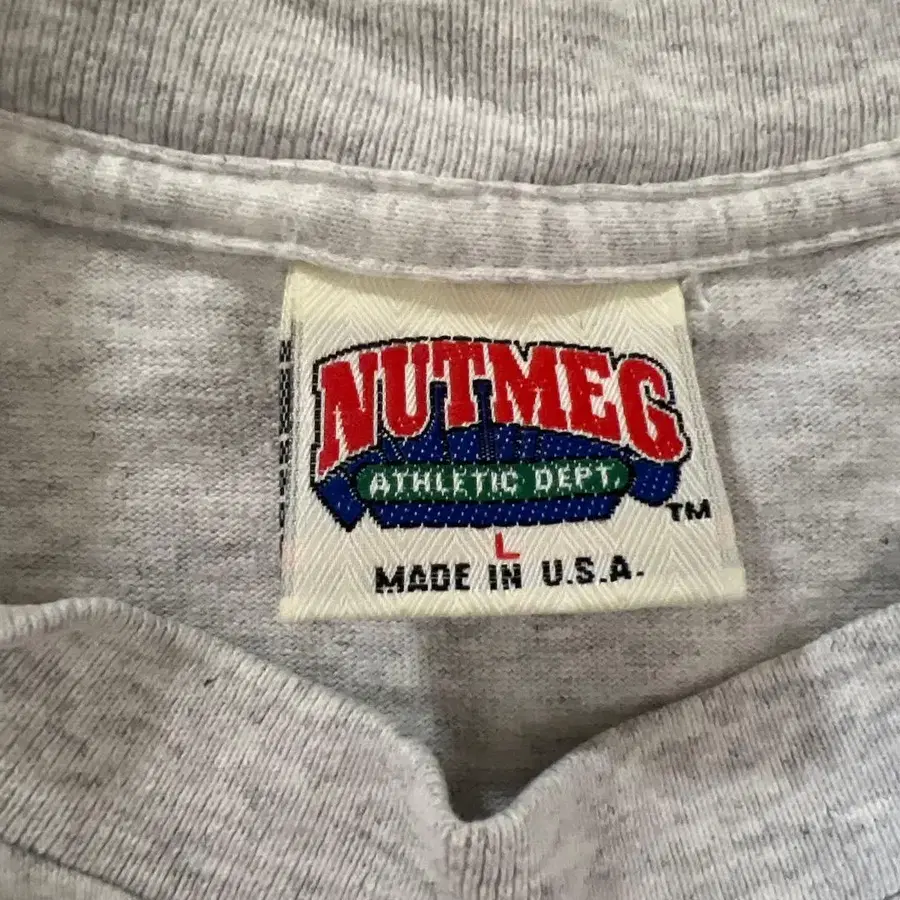 NUTMEG
ATHLETIC DEPT.
TM
L
MADE IN U.S.A.